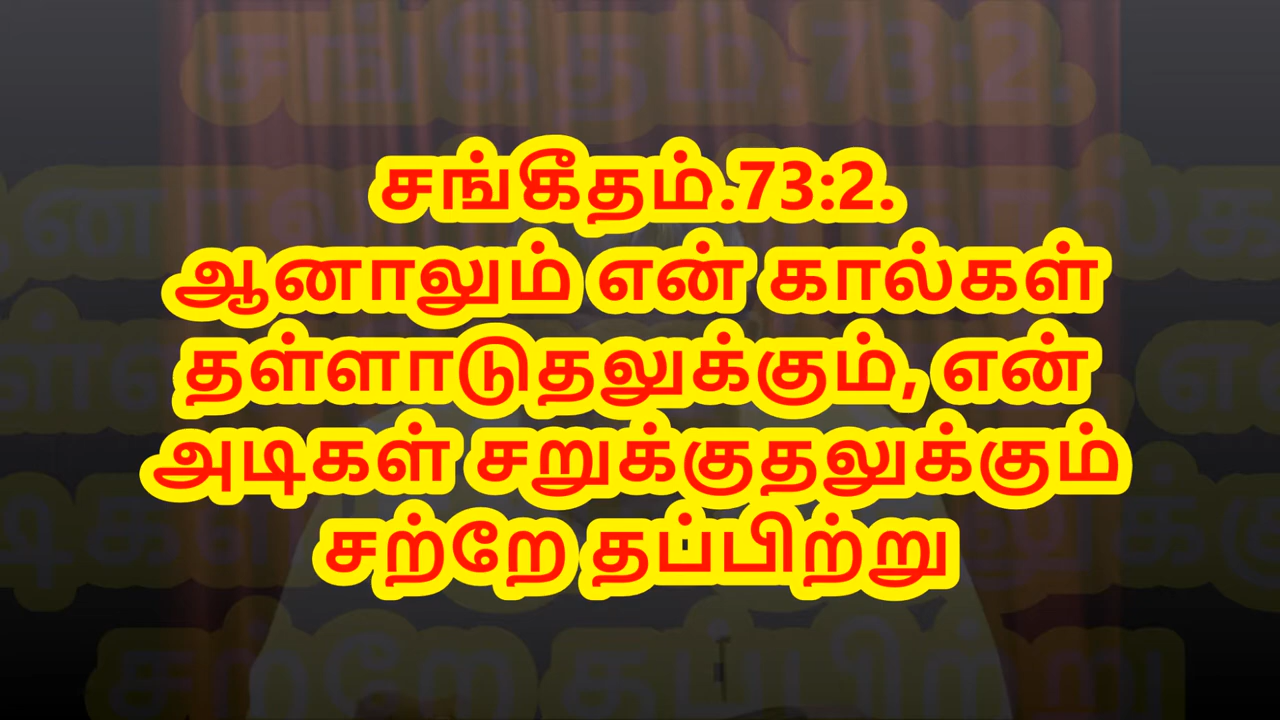 சங்கீதம்.73:2.
ஆனாலும் என் கால்கள்
தள்ளாடுதலுக்கும், என்
அடிகள் சறுக்குதலுக்கும்
சற்றே தப்பிற்று